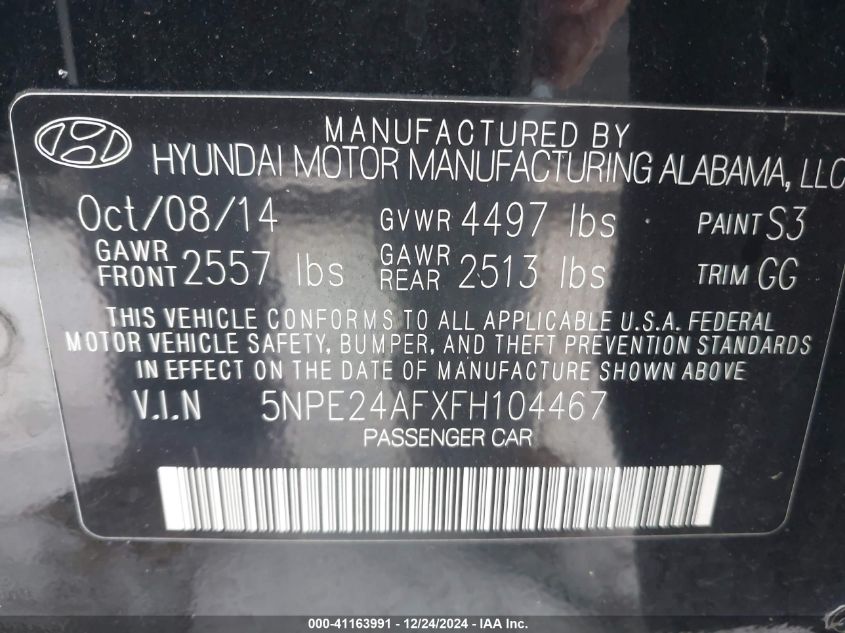 MANUFACTURED BY
HYUNDAI MOTOR MANUFACTURING ALABAMA, LLC
Oct/08/14 GVWR 4497 lbs PAINT S3
GAWR FRONT 2557 lbs GAWR REAR 2513 lbs TRIM GG
THIS VEHICLE CONFORMS TO ALL APPLICABLE U.S.A. FEDERAL
MOTOR VEHICLE SAFETY, BUMPER, AND THEFT PREVENTION STANDARDS
IN EFFECT ON THE DATE OF MANUFACTURE SHOWN ABOVE
V.I.N 5NPE24AFXFH104467
PASSENGER CAR
000-41163991 - 12/24/2024 - IAA Inc.